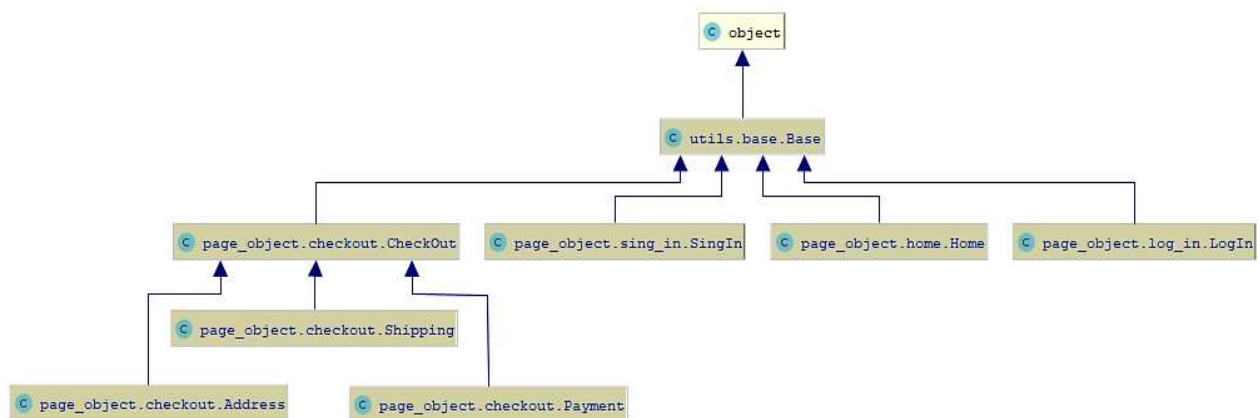 C object
C utils.base.Base
C page_object.checkout.CheckOut
C page_object.sing_in.SingIn
C page_object.home.Home
C page_object.log_in.LogIn
C page_object.checkout.Shipping
C page_object.checkout.Address
C page_object.checkout.Payment